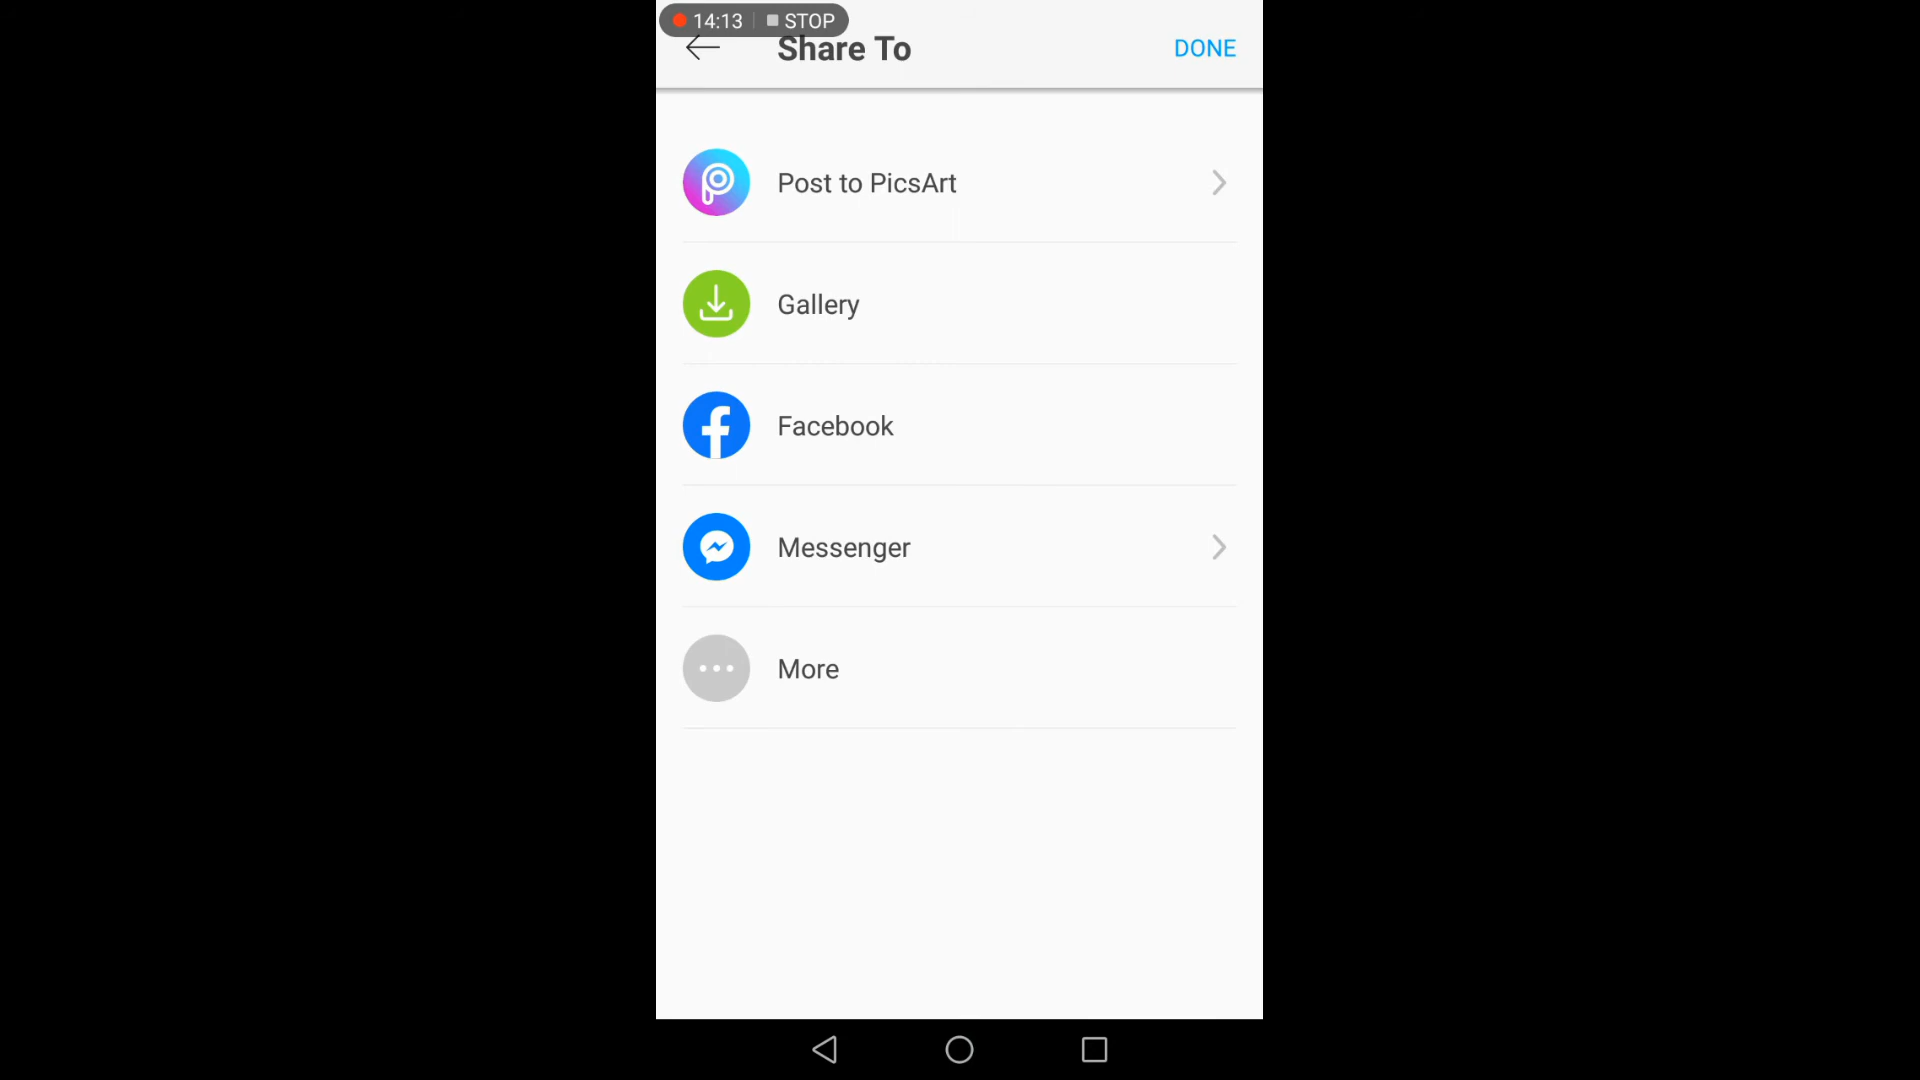 14:13 STOP
Share To
DONE
Post to PicsArt
Gallery
Facebook
Messenger
More